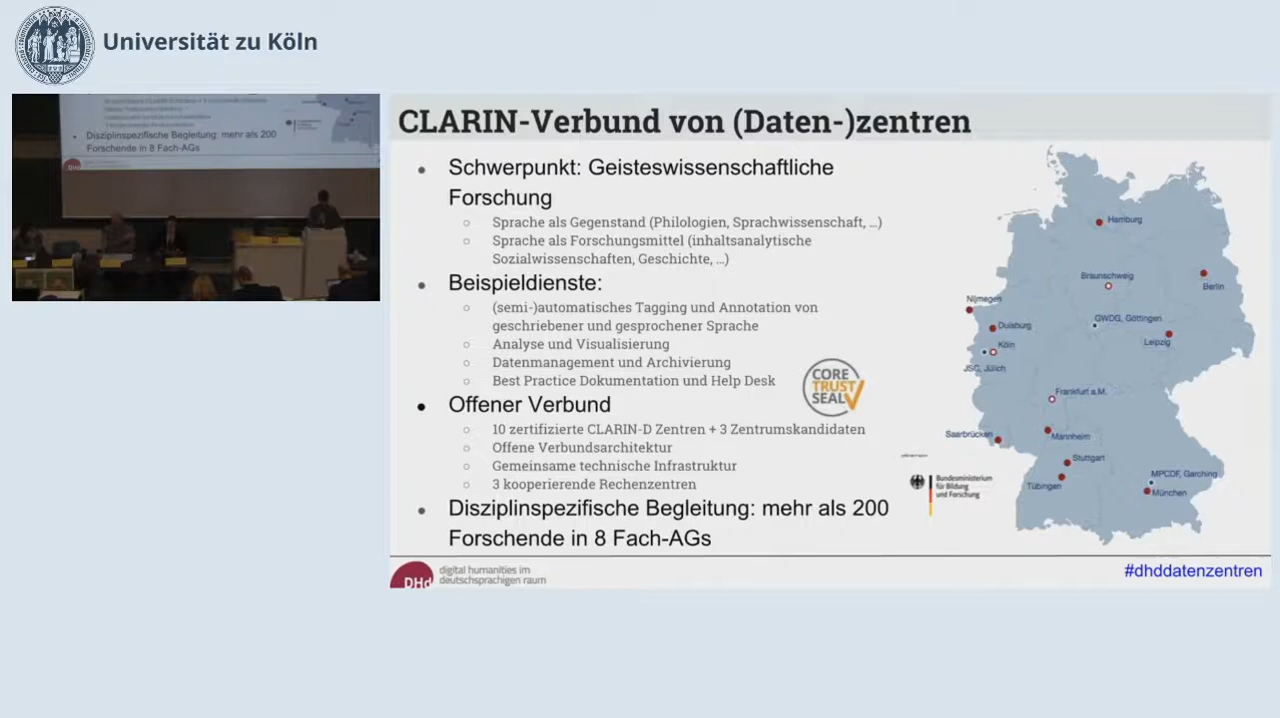 Universität zu Köln
Disziplinspezifische Begleitung: mehr als 200
Forschende in 8 Fach-AGs
CLARIN-Verbund von (Daten-)zentren
Schwerpunkt: Geisteswissenschaftliche
Forschung
Sprache als Gegenstand (Philologien, Sprachwissenschaft, ...)
Sprache als Forschungsmittel (inhaltsanalytische
Sozialwissenschaften, Geschichte, ...)
Beispieldienste:
(semi-)automatisches Tagging und Annotation von
geschriebener und gesprochener Sprache
Analyse und Visualisierung
Datenmanagement und Archivierung
Best Practice Dokumentation und Help Desk
CORE
TRUST
SEAL
Offener Verbund
10 zertifizierte CLARIN-D Zentren + 3 Zentrumskandidaten
Offene Verbundsarchitektur
Gemeinsame technische Infrastruktur
3 kooperierende Rechenzentren
Disziplinspezifische Begleitung: mehr als 200
Forschende in 8 Fach-AGs
Hamburg
Braunschweig
Berlin
Nijmegen
Duisburg
GWDG, Göttingen
Leipzig
Köln
JSC, Jülich
Frankfurt a.M.
Saarbrücken
Mannheim
Stuttgart
Tübingen
MPCDF, Garching
München
Bundesministerium
für Bildung
und Forschung
DHd
digital humanities im
deutschsprachigen raum
#dhddatenzentren